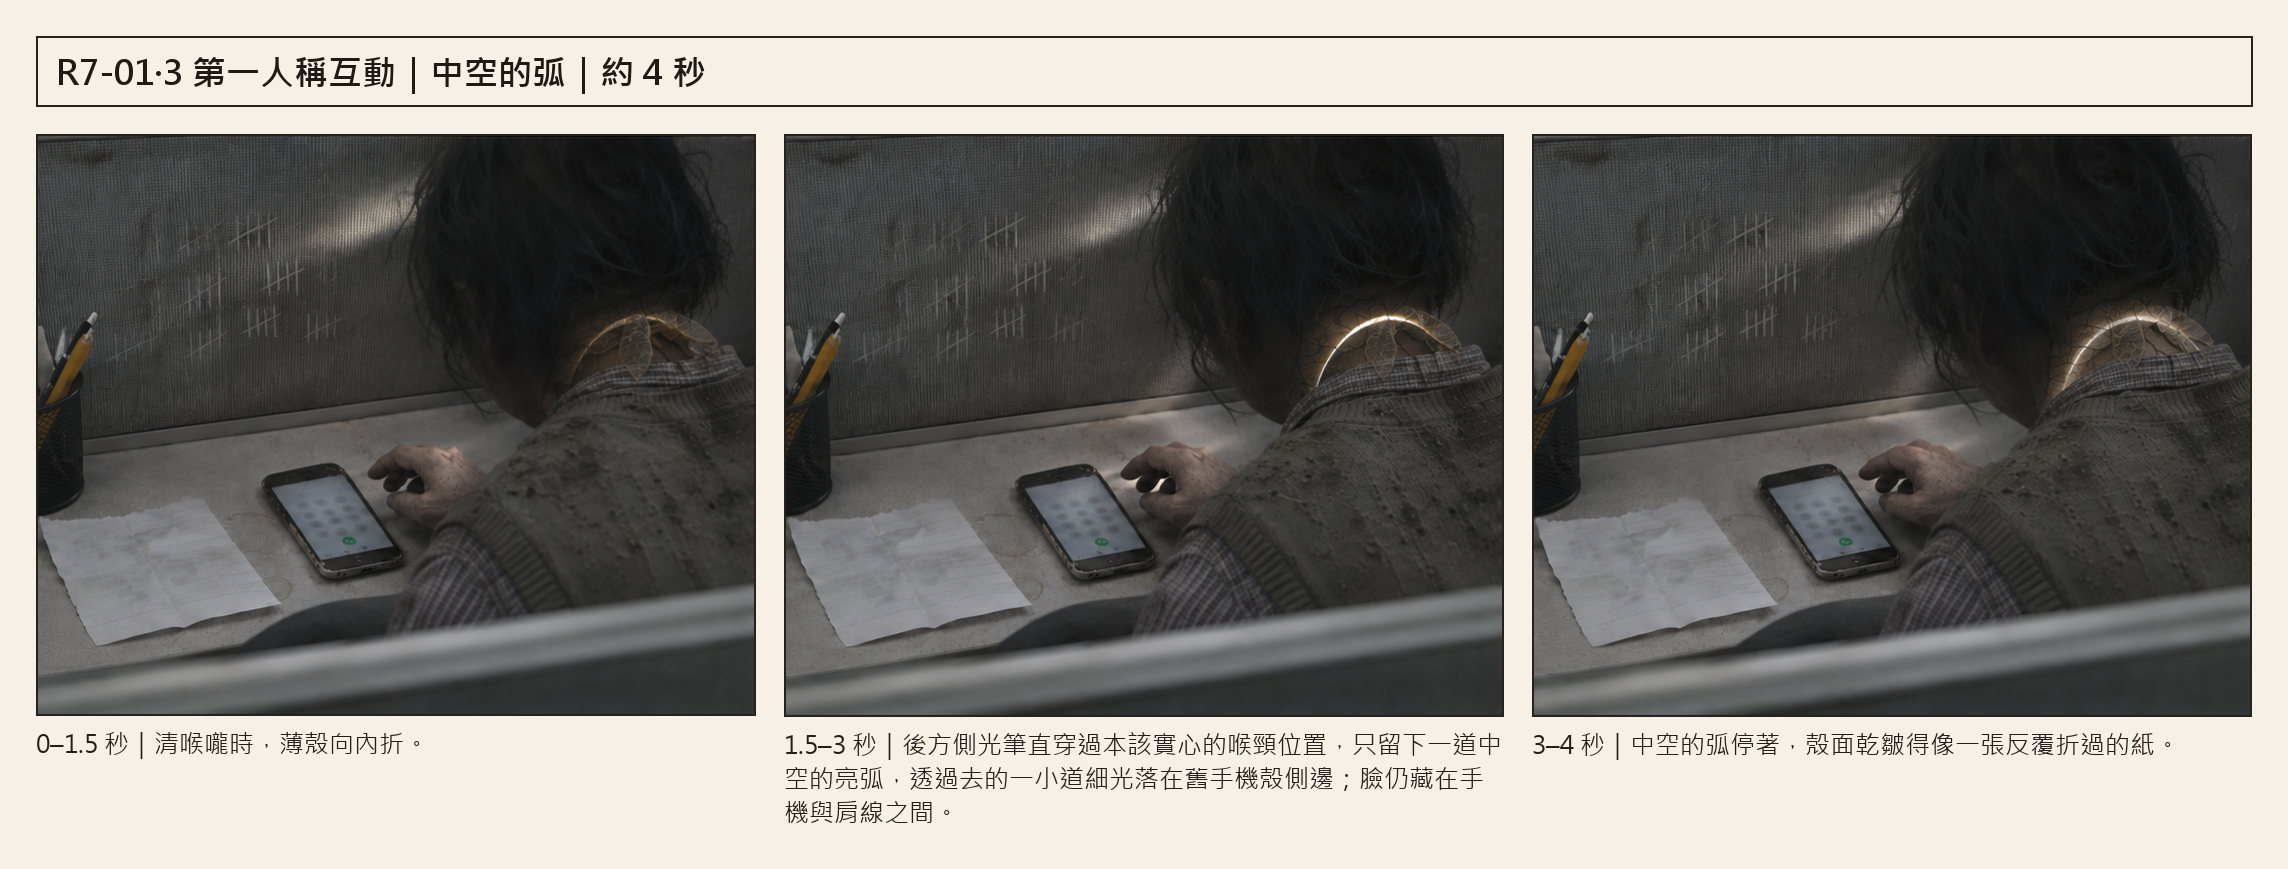 R7-01·3 第一人稱互動｜中空的弧｜約 4 秒
0–1.5 秒｜清喉嚨時，薄殼向內折。
1.5–3 秒｜後方側光筆直穿過本該實心的喉頸位置，只留下一道中
空的亮弧，透過去的一小道細光落在舊手機殼側邊；臉仍藏在手
機與肩線之間。
3–4 秒｜中空的弧停著，殼面乾皺得像一張反覆折過的紙。